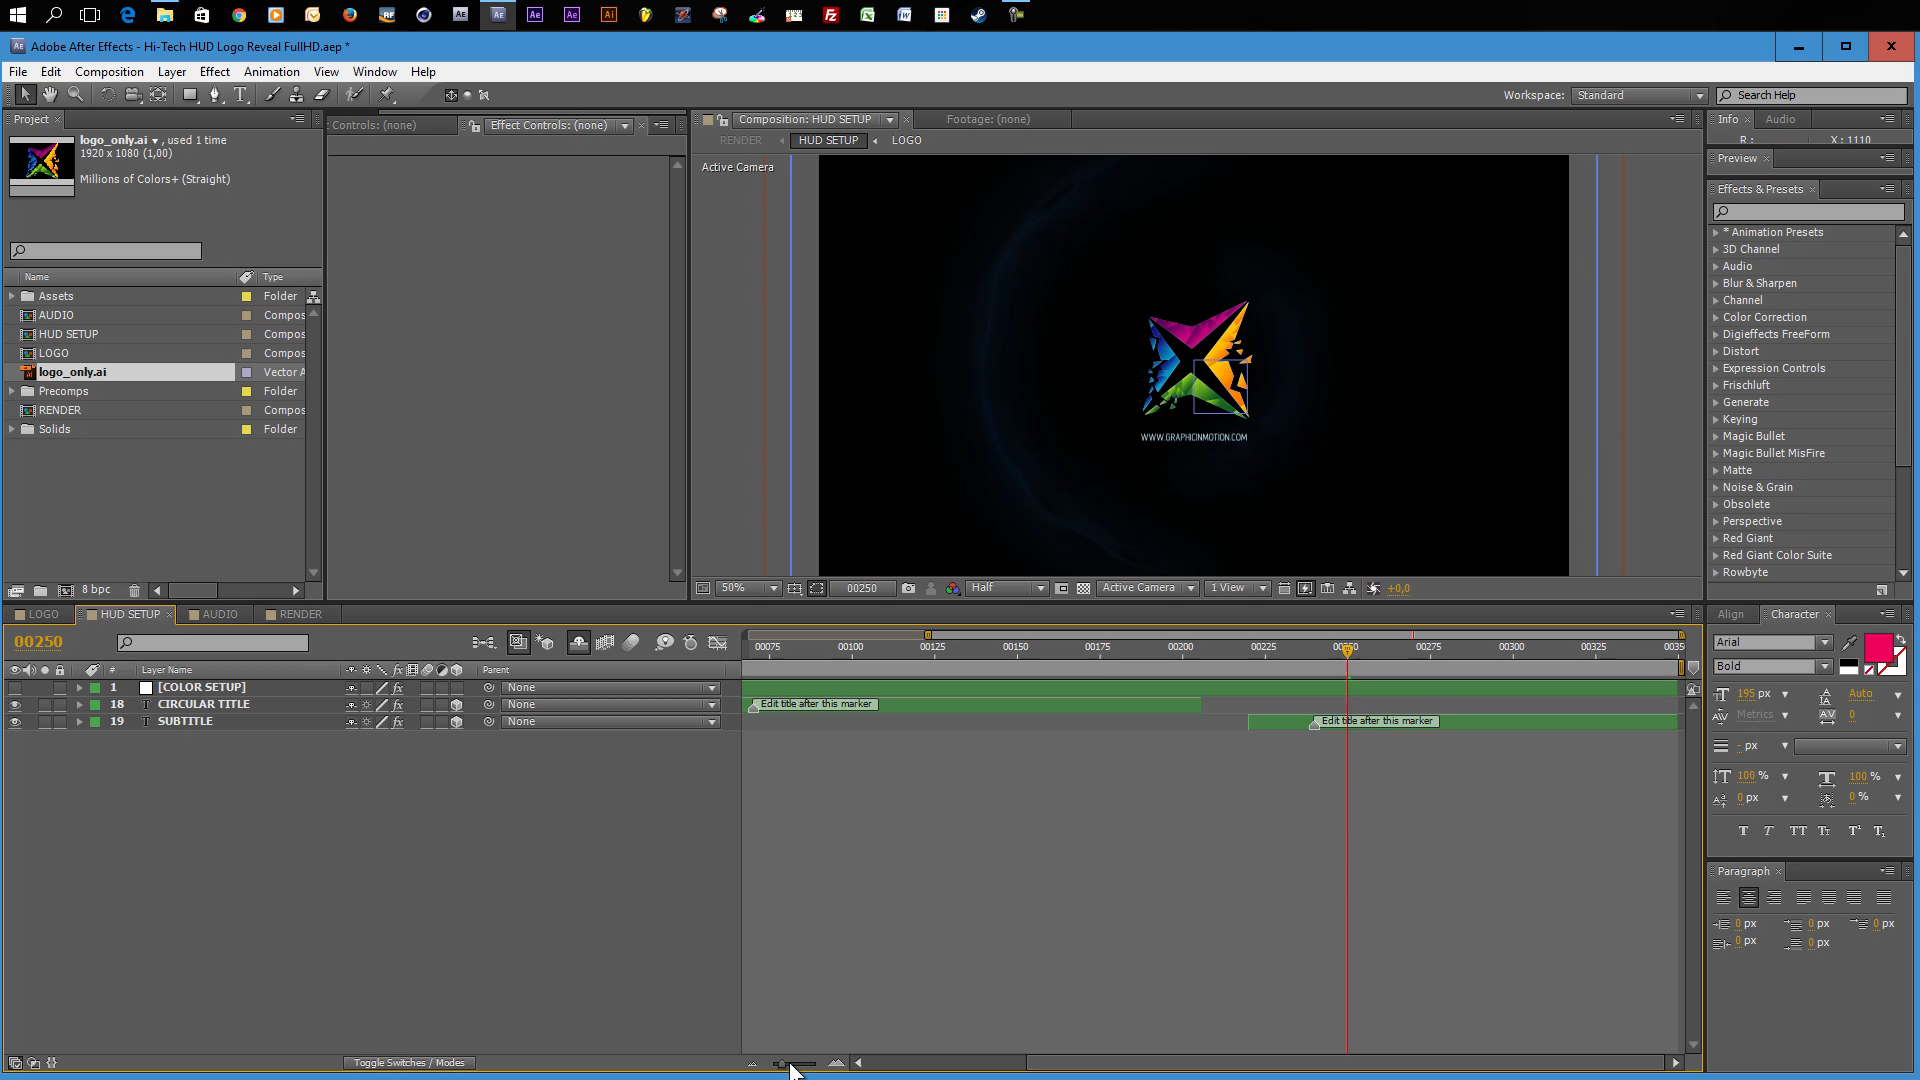 Adobe After Effects - Hi-Tech HUD Logo Reveal FullHD.aep *
File Edit Composition Layer Effect Animation View Window Help
Workspace: Standard Search Help
Project
logo_only.ai , used 1 time
1920 x 1080 (1,00)
Millions of Colors+ (Straight)
Name Type
Assets Folder
AUDIO Compos
HUD SETUP Compos
LOGO Compos
logo_only.ai Vector A
Precomps Folder
RENDER Compos
Solids Folder
8 bpc
Controls: (none) Effect Controls: (none)
Composition: HUD SETUP Footage: (none)
RENDER HUD SETUP LOGO
Active Camera
WWW.GRAPHICINMOTION.COM
50% 00250 Half Active Camera 1 View +0,0
Info Audio
R: X: 1110
Preview
Effects & Presets
* Animation Presets
3D Channel
Audio
Blur & Sharpen
Channel
Color Correction
Digieffects FreeForm
Distort
Expression Controls
Frischluft
Generate
Keying
Magic Bullet
Magic Bullet MisFire
Matte
Noise & Grain
Obsolete
Perspective
Red Giant
Red Giant Color Suite
Rowbyte
LOGO HUD SETUP AUDIO RENDER
00250
00075 00100 00125 00150 00175 00200 00225 00250 00275 00300 00325 0035
# Layer Name fx Parent
1 [COLOR SETUP] fx None
18 T CIRCULAR TITLE fx None
Edit title after this marker
19 T SUBTITLE fx None
Edit title after this marker
Toggle Switches / Modes
Align Character
Arial
Bold
195 px Auto
Metrics 0
- px
100 % 100 %
0 px 0 %
T T TT Tt T¹ T₁
Paragraph
0 px 0 px 0 px
0 px 0 px